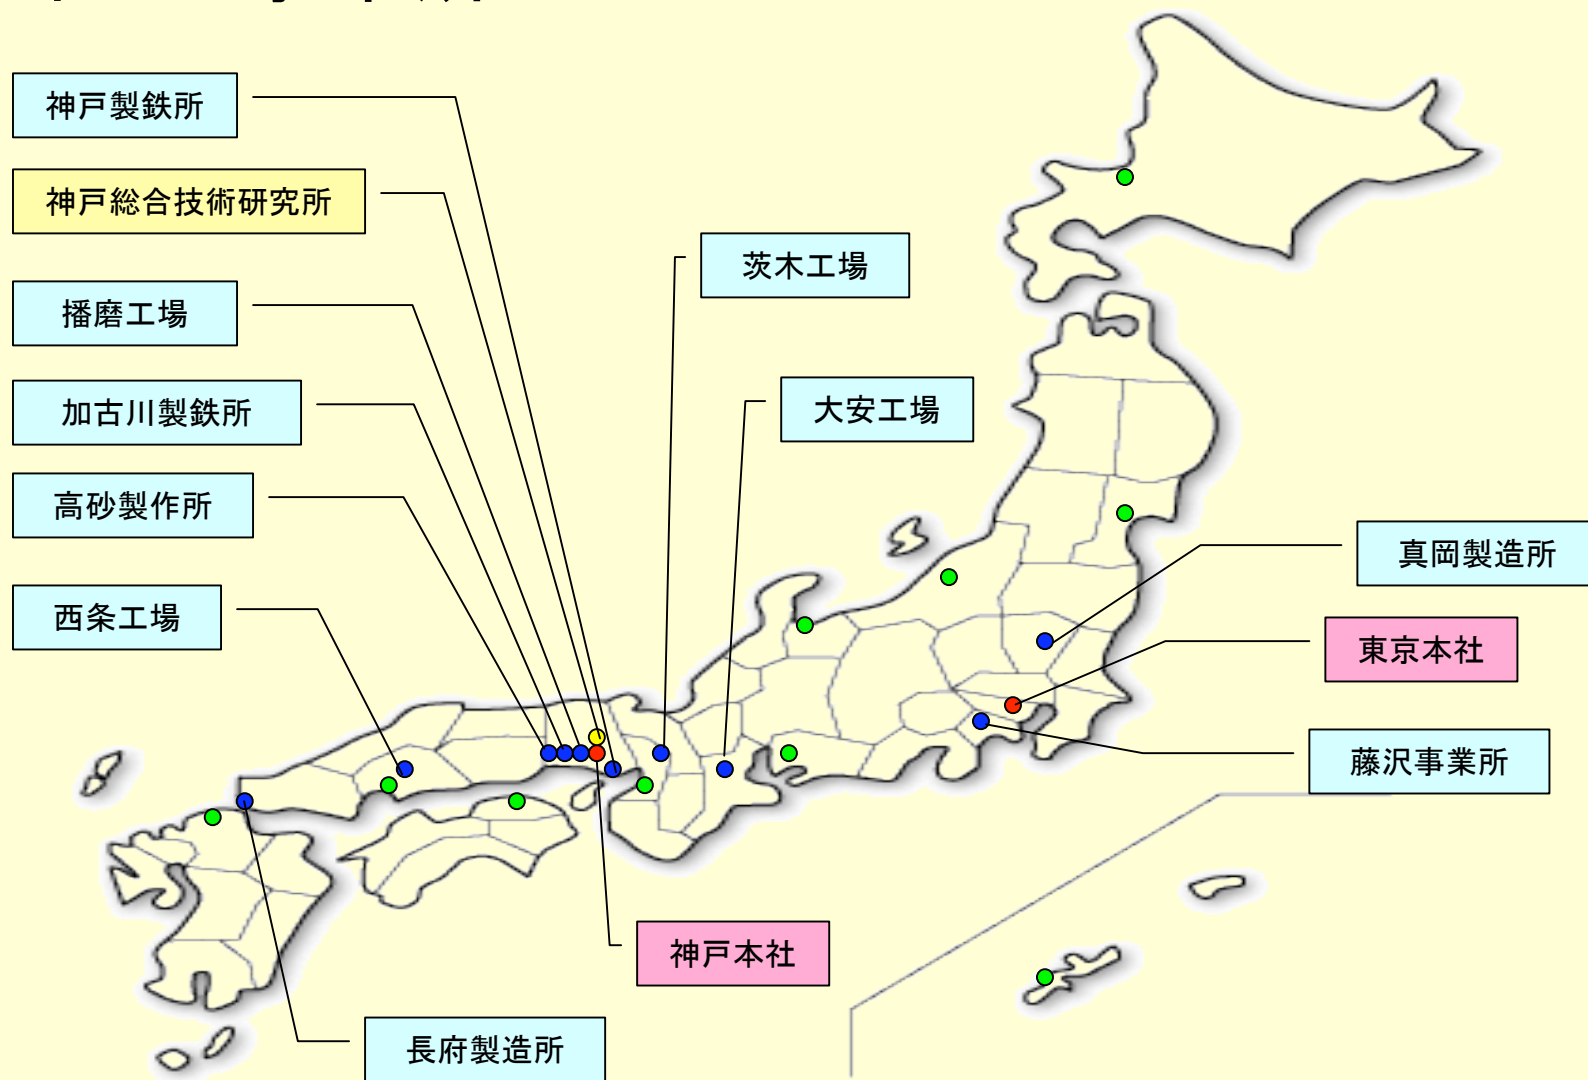 神戸製鉄所
神戸総合技術研究所
播磨工場
加古川製鉄所
高砂製作所
西条工場
茨木工場
大安工場
真岡製造所
東京本社
藤沢事業所
神戸本社
長府製造所